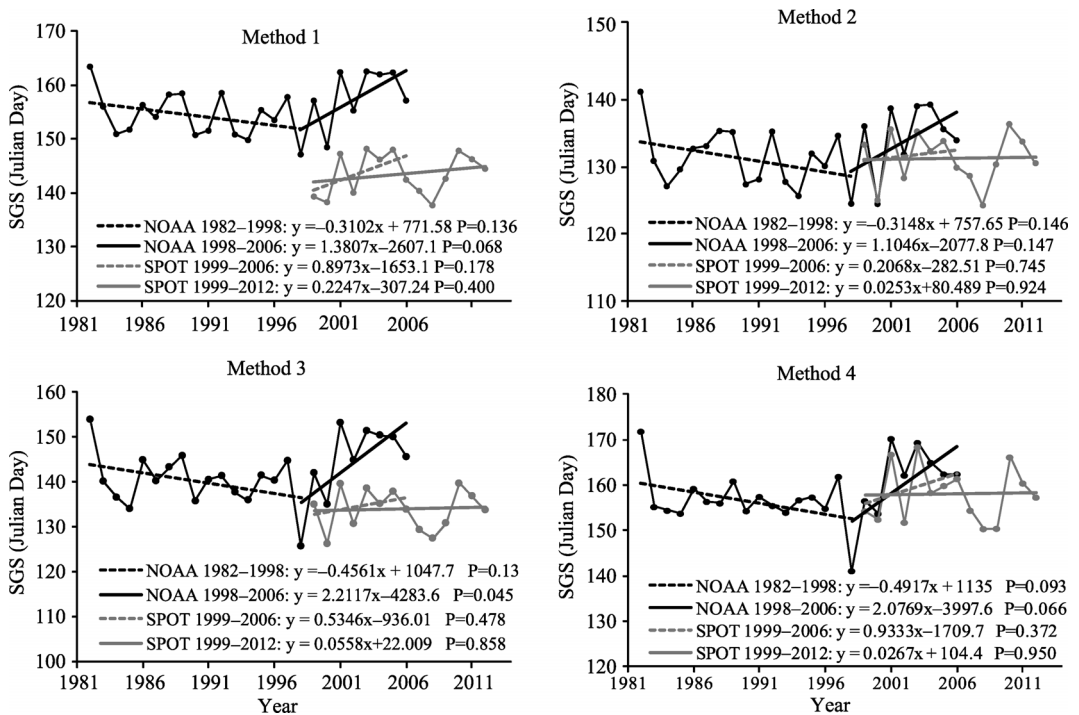 Method 1
SGS (Julian Day)
170
160
150
140
130
120
NOAA 1982–1998: y =–0.3102x + 771.58 P=0.136
NOAA 1998–2006: y = 1.3807x–2607.1 P=0.068
SPOT 1999–2006: y = 0.8973x–1653.1 P=0.178
SPOT 1999–2012: y = 0.2247x–307.24 P=0.400
1981 1986 1991 1996 2001 2006
Method 2
SGS (Julian Day)
150
140
130
120
110
NOAA 1982–1998: y =–0.3148x + 757.65 P=0.146
NOAA 1998–2006: y = 1.1046x–2077.8 P=0.147
SPOT 1999–2006: y = 0.2068x–282.51 P=0.745
SPOT 1999–2012: y = 0.0253x+80.489 P=0.924
1981 1986 1991 1996 2001 2006 2011
Method 3
SGS (Julian Day)
160
150
140
130
120
110
100
NOAA 1982–1998: y =–0.4561x + 1047.7 P=0.13
NOAA 1998–2006: y = 2.2117x–4283.6 P=0.045
SPOT 1999–2006: y = 0.5346x–936.01 P=0.478
SPOT 1999–2012: y = 0.0558x+22.009 P=0.858
1981 1986 1991 1996 2001 2006 2011
Year
Method 4
SGS (Julian Day)
180
170
160
150
140
130
120
NOAA 1982–1998: y =–0.4917x + 1135 P=0.093
NOAA 1998–2006: y = 2.0769x–3997.6 P=0.066
SPOT 1999–2006: y = 0.9333x–1709.7 P=0.372
SPOT 1999–2012: y = 0.0267x + 104.4 P=0.950
1981 1986 1991 1996 2001 2006 2011
Year